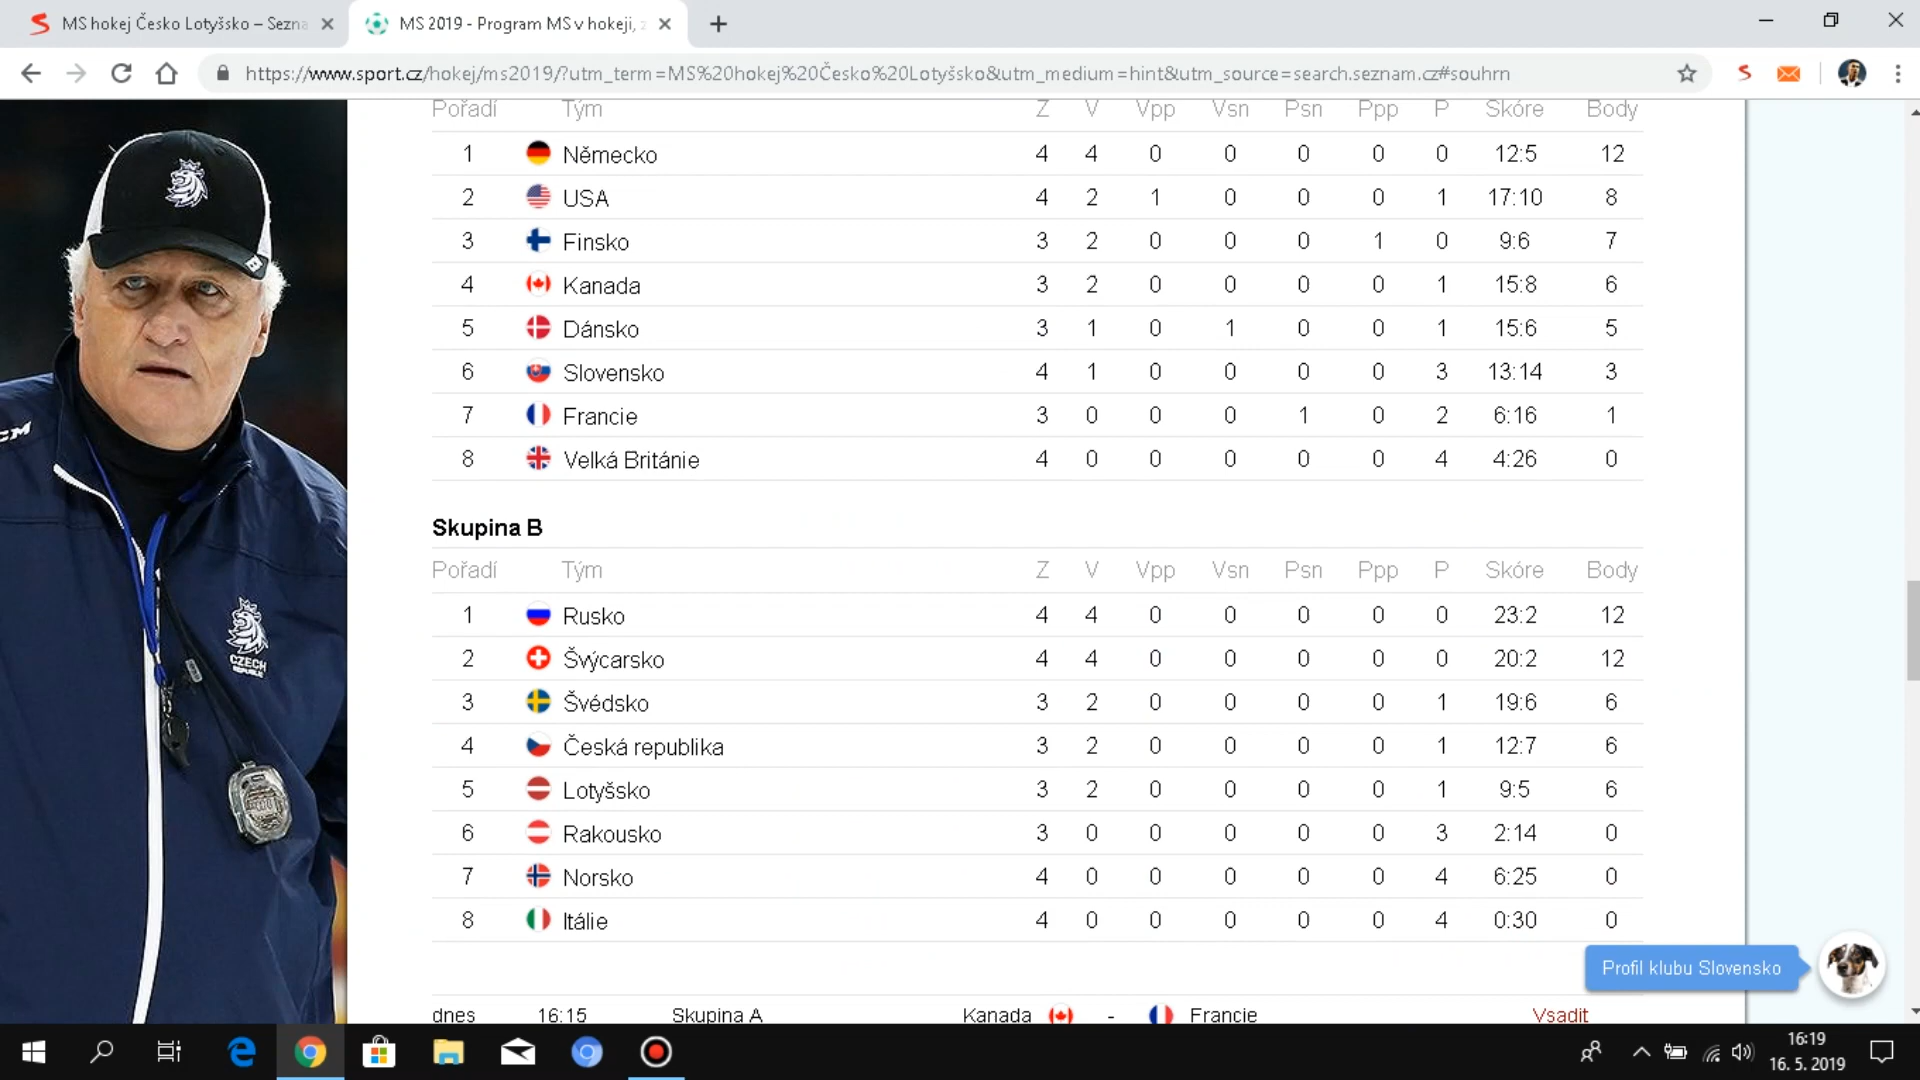 MS hokej Česko Lotyšsko – Sezna
MS 2019 - Program MS v hokeji, z
https://www.sport.cz/hokej/ms2019/?utm_term=MS%20hokej%20Česko%20Lotyšsko&utm_medium=hint&utm_source=search.seznam.cz#souhrn
Pořadí Tým Z V Vpp Vsn Psn Ppp P Skóre Body
1 Německo 4 4 0 0 0 0 0 12:5 12
2 USA 4 2 1 0 0 0 1 17:10 8
3 Finsko 3 2 0 0 0 1 0 9:6 7
4 Kanada 3 2 0 0 0 0 1 15:8 6
5 Dánsko 3 1 0 1 0 0 1 15:6 5
6 Slovensko 4 1 0 0 0 0 3 13:14 3
7 Francie 3 0 0 0 1 0 2 6:16 1
8 Velká Británie 4 0 0 0 0 0 4 4:26 0
Skupina B
Pořadí Tým Z V Vpp Vsn Psn Ppp P Skóre Body
1 Rusko 4 4 0 0 0 0 0 23:2 12
2 Švýcarsko 4 4 0 0 0 0 0 20:2 12
3 Švédsko 3 2 0 0 0 0 1 19:6 6
4 Česká republika 3 2 0 0 0 0 1 12:7 6
5 Lotyšsko 3 2 0 0 0 0 1 9:5 6
6 Rakousko 3 0 0 0 0 0 3 2:14 0
7 Norsko 4 0 0 0 0 0 4 6:25 0
8 Itálie 4 0 0 0 0 0 4 0:30 0
Profil klubu Slovensko
dnes 16:15 Skupina A Kanada - Francie Vsadit
CCM
CZECH
REPUBLIC
16:19
16. 5. 2019